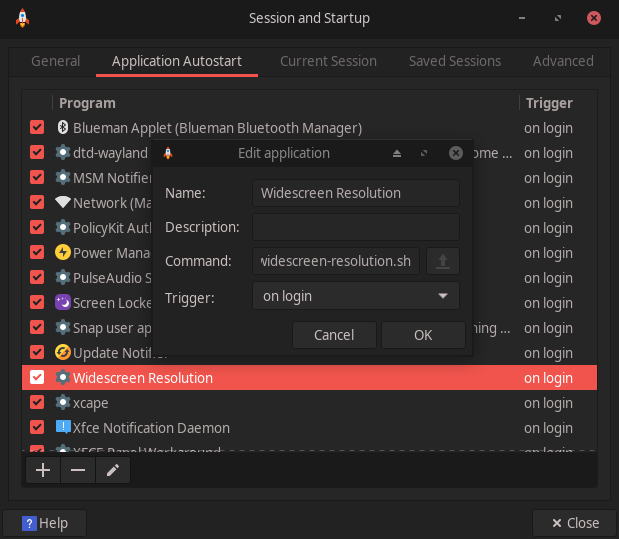 Session and Startup
General Application Autostart Current Session Saved Sessions Advanced
Program Trigger
Blueman Applet (Blueman Bluetooth Manager) on login
dtd-wayland ome ... on login
Edit application
MSM Notifier on login
Name: Widescreen Resolution
Network (Ma on login
Description:
PolicyKit Aut on login
Power Mana on login
Command: widescreen-resolution.sh
PulseAudio S on login
Trigger: on login
Screen Locke on login
Snap user ap ning ... on login
Cancel OK
Update Notifier on login
Widescreen Resolution on login
xcape on login
Xfce Notification Daemon on login
XFCE Panel Workaround on login
? Help Close